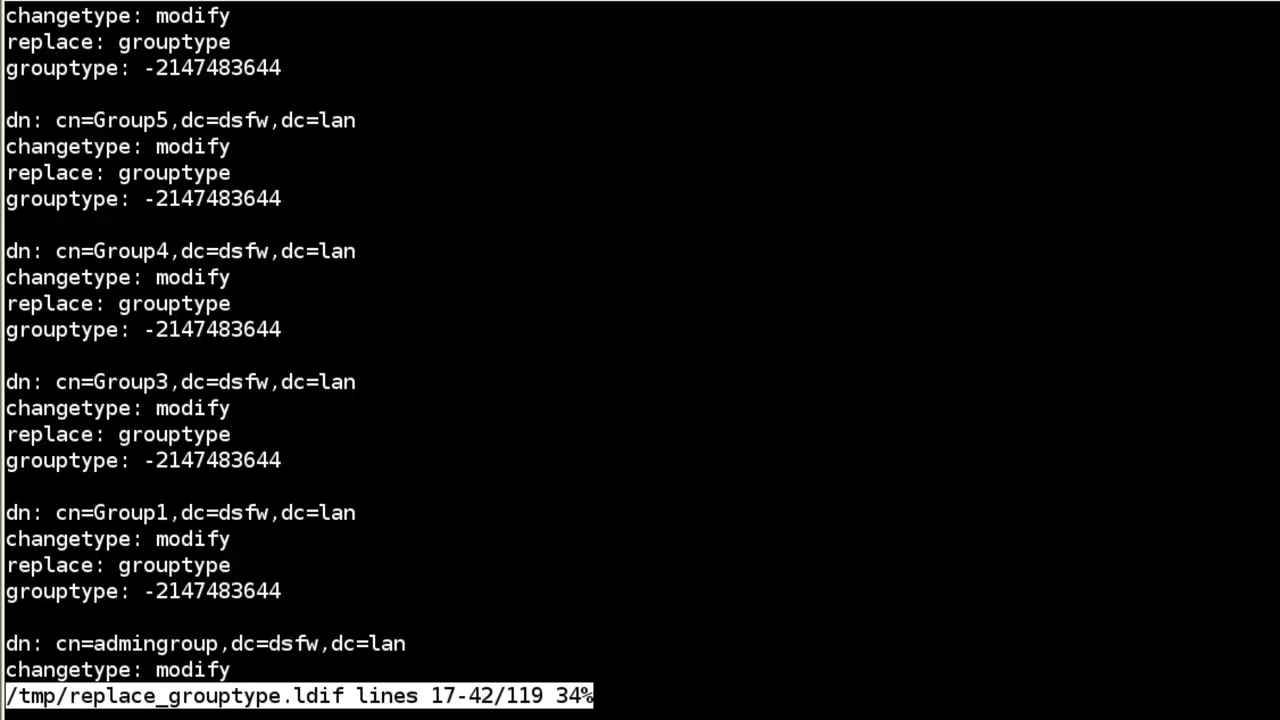 changetype: modify
replace: grouptype
grouptype: -2147483644
dn: cn=Group5,dc=dsfw,dc=lan
changetype: modify
replace: grouptype
grouptype: -2147483644
dn: cn=Group4,dc=dsfw,dc=lan
changetype: modify
replace: grouptype
grouptype: -2147483644
dn: cn=Group3,dc=dsfw,dc=lan
changetype: modify
replace: grouptype
grouptype: -2147483644
dn: cn=Group1,dc=dsfw,dc=lan
changetype: modify
replace: grouptype
grouptype: -2147483644
dn: cn=admingroup,dc=dsfw,dc=lan
changetype: modify
/tmp/replace_grouptype.ldif lines 17-42/119 34%